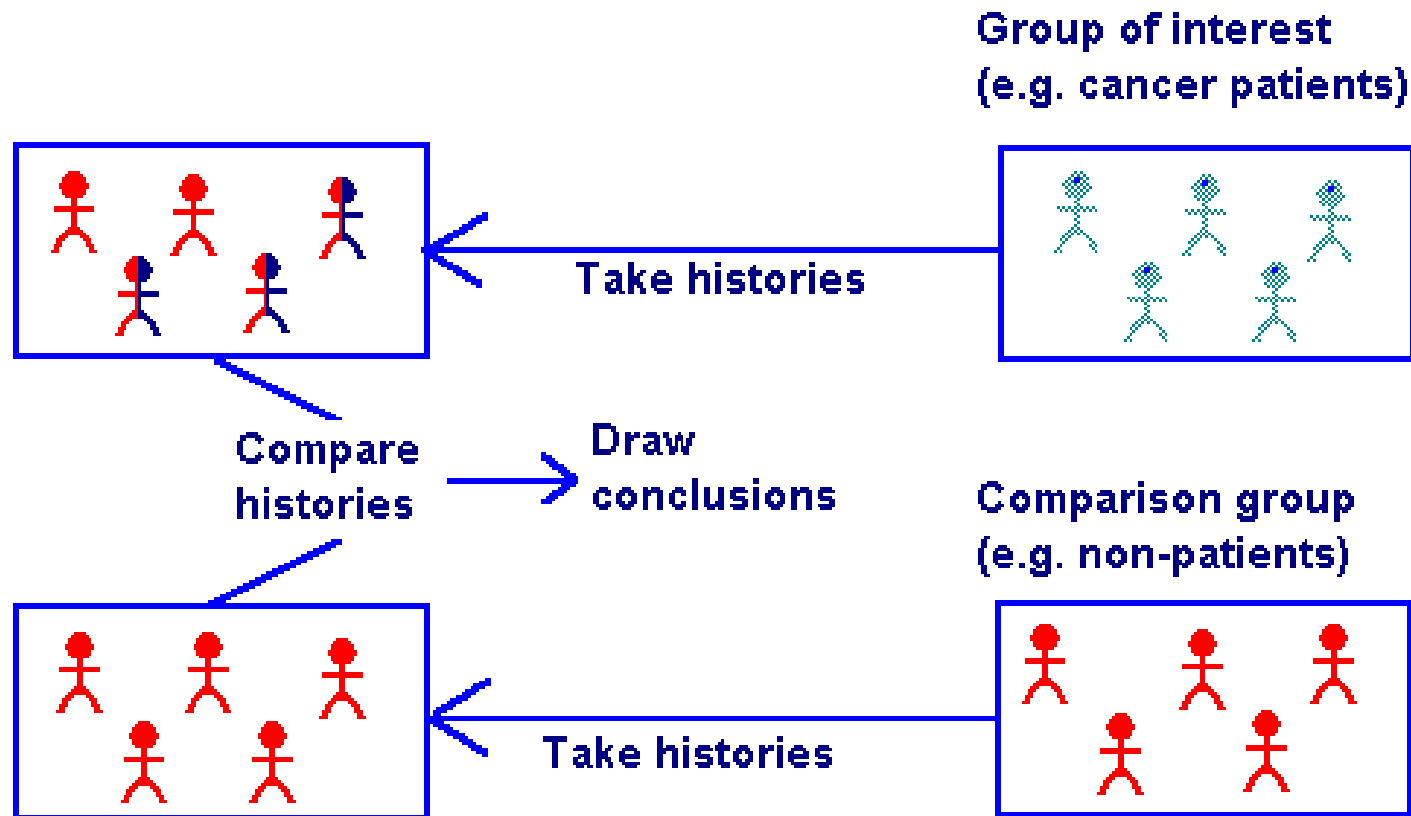 Group of interest
(e.g. cancer patients)
Take histories
Compare
histories
Draw
conclusions
Comparison group
(e.g. non-patients)
Take histories